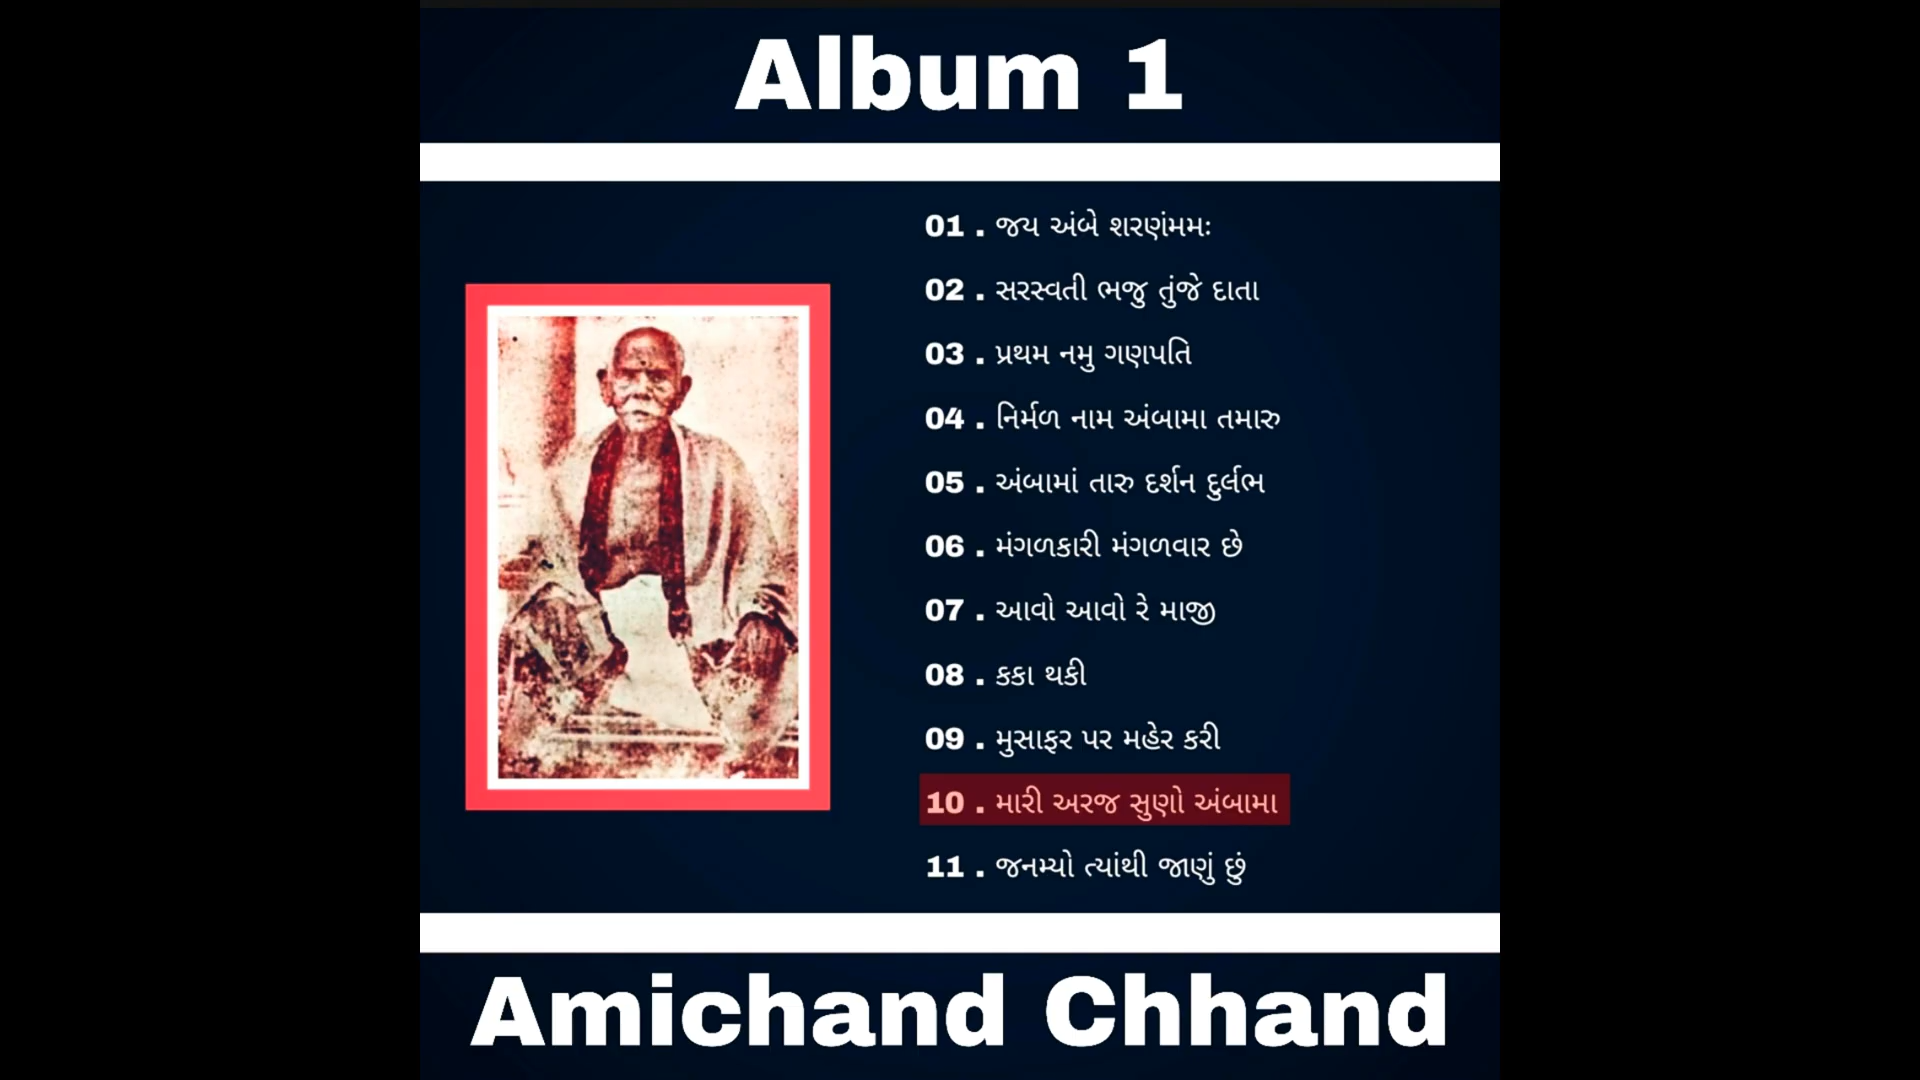 Album 1
01 . જય અંબે શરણંમમઃ
02 . સરસ્વતી ભજુ તુંજે દાતા
03 . પ્રથમ નમુ ગણપતિ
04 . નિર્મળ નામ અંબામા તમારુ
05 . અંબામાં તારુ દર્શન દુર્લભ
06 . મંગળકારી મંગળવાર છે
07 . આવો આવો રે માજી
08 . કકા થકી
09 . મુસાફર પર મહેર કરી
10 . મારી અરજ સુણો અંબામા
11 . જનમ્યો ત્યાંથી જાણું છું
Amichand Chhand